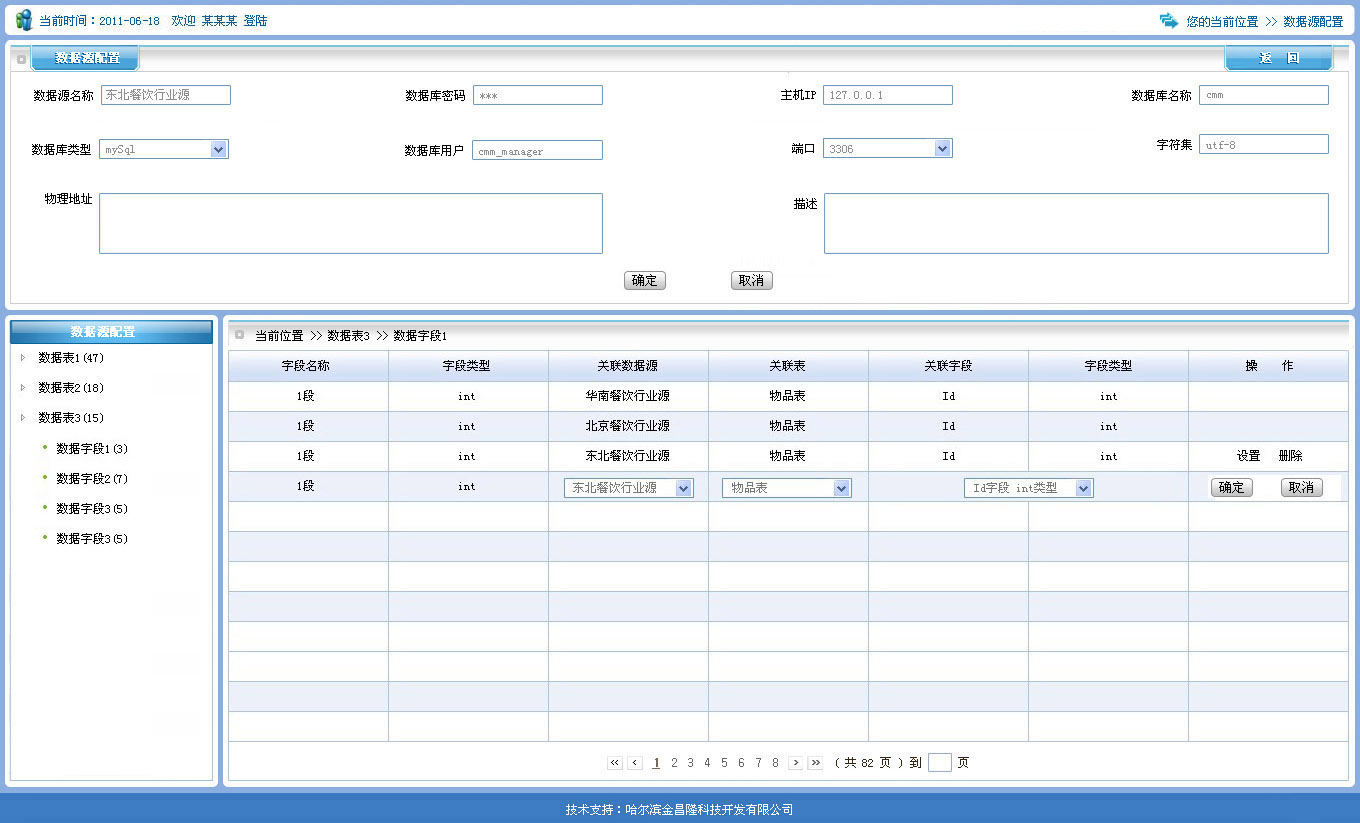 当前时间：2011-06-18 欢迎 某某某 登陆 您的当前位置 >> 数据源配置
数据源配置 返 回
数据源名称 东北餐饮行业源 数据库密码 *** 主机IP 127.0.0.1 数据库名称 cmm
数据库类型 mySql 数据库用户 cmm_manager 端口 3306 字符集 utf-8
物理地址 描述
确定 取消
数据源配置
数据表1(47)
数据表2(18)
数据表3(15)
数据字段1(3)
数据字段2(7)
数据字段3(5)
数据字段3(5)
当前位置 >> 数据表3 >> 数据字段1
字段名称 字段类型 关联数据源 关联表 关联字段 字段类型 操 作
1段 int 华南餐饮行业源 物品表 Id int
1段 int 北京餐饮行业源 物品表 Id int
1段 int 东北餐饮行业源 物品表 Id int 设置 删除
1段 int 东北餐饮行业源 物品表 Id字段 int类型 确定 取消
<< < 1 2 3 4 5 6 7 8 > >> ( 共 82 页 ) 到 页
技术支持：哈尔滨金昌隆科技开发有限公司